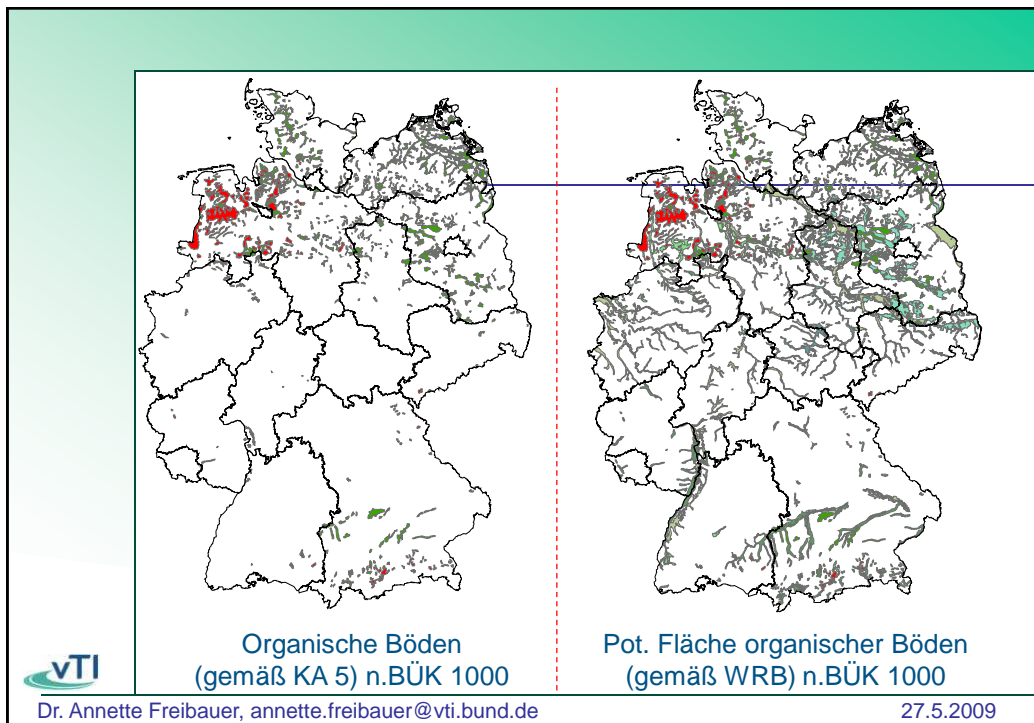 Organische Böden
(gemäß KA 5) n.BÜK 1000
Pot. Fläche organischer Böden
(gemäß WRB) n.BÜK 1000
vTI
Dr. Annette Freibauer, annette.freibauer@vti.bund.de
27.5.2009